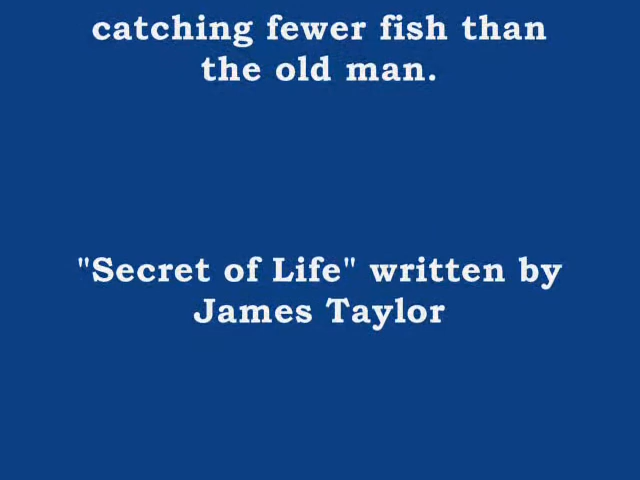 catching fewer fish than
the old man.
"Secret of Life" written by
James Taylor